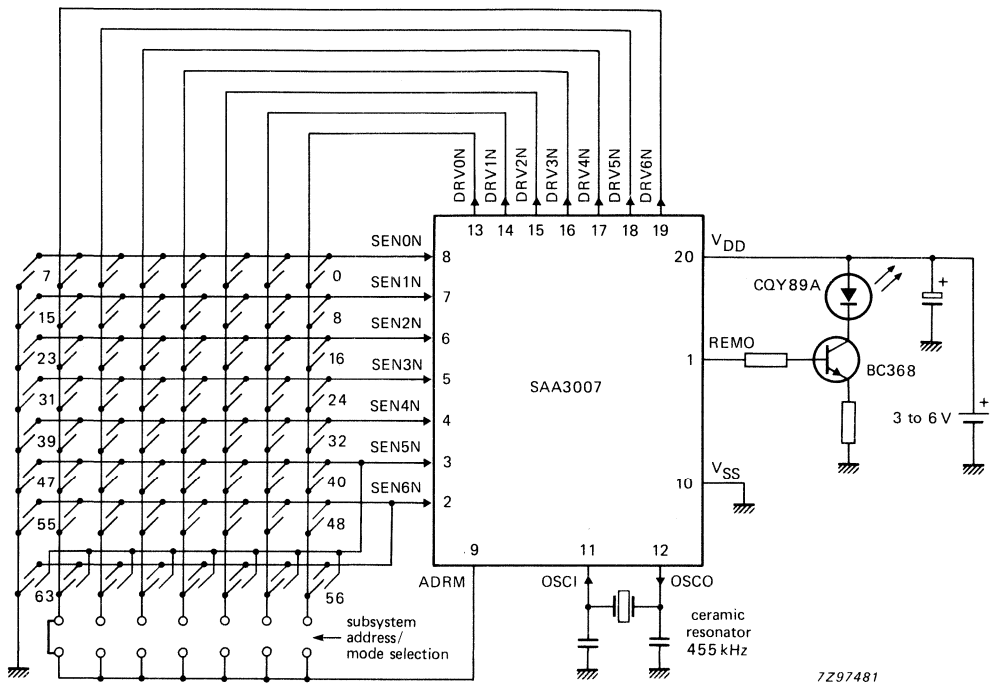 DRV0N DRV1N DRV2N DRV3N DRV4N DRV5N DRV6N
13 14 15 16 17 18 19
SEN0N 8
7 0
SEN1N 7
15 8
SEN2N 6
23 16
SEN3N 5
31 24
SEN4N 4
39 32
SEN5N 3
47 40
SEN6N 2
55 48
63 56
SAA3007
20 VDD
CQY89A
+
1 REMO
BC368
+
3 to 6 V
10 VSS
9 11 12
ADRM OSCI OSCO
subsystem
address/
mode selection
ceramic
resonator
455 kHz
7Z97481